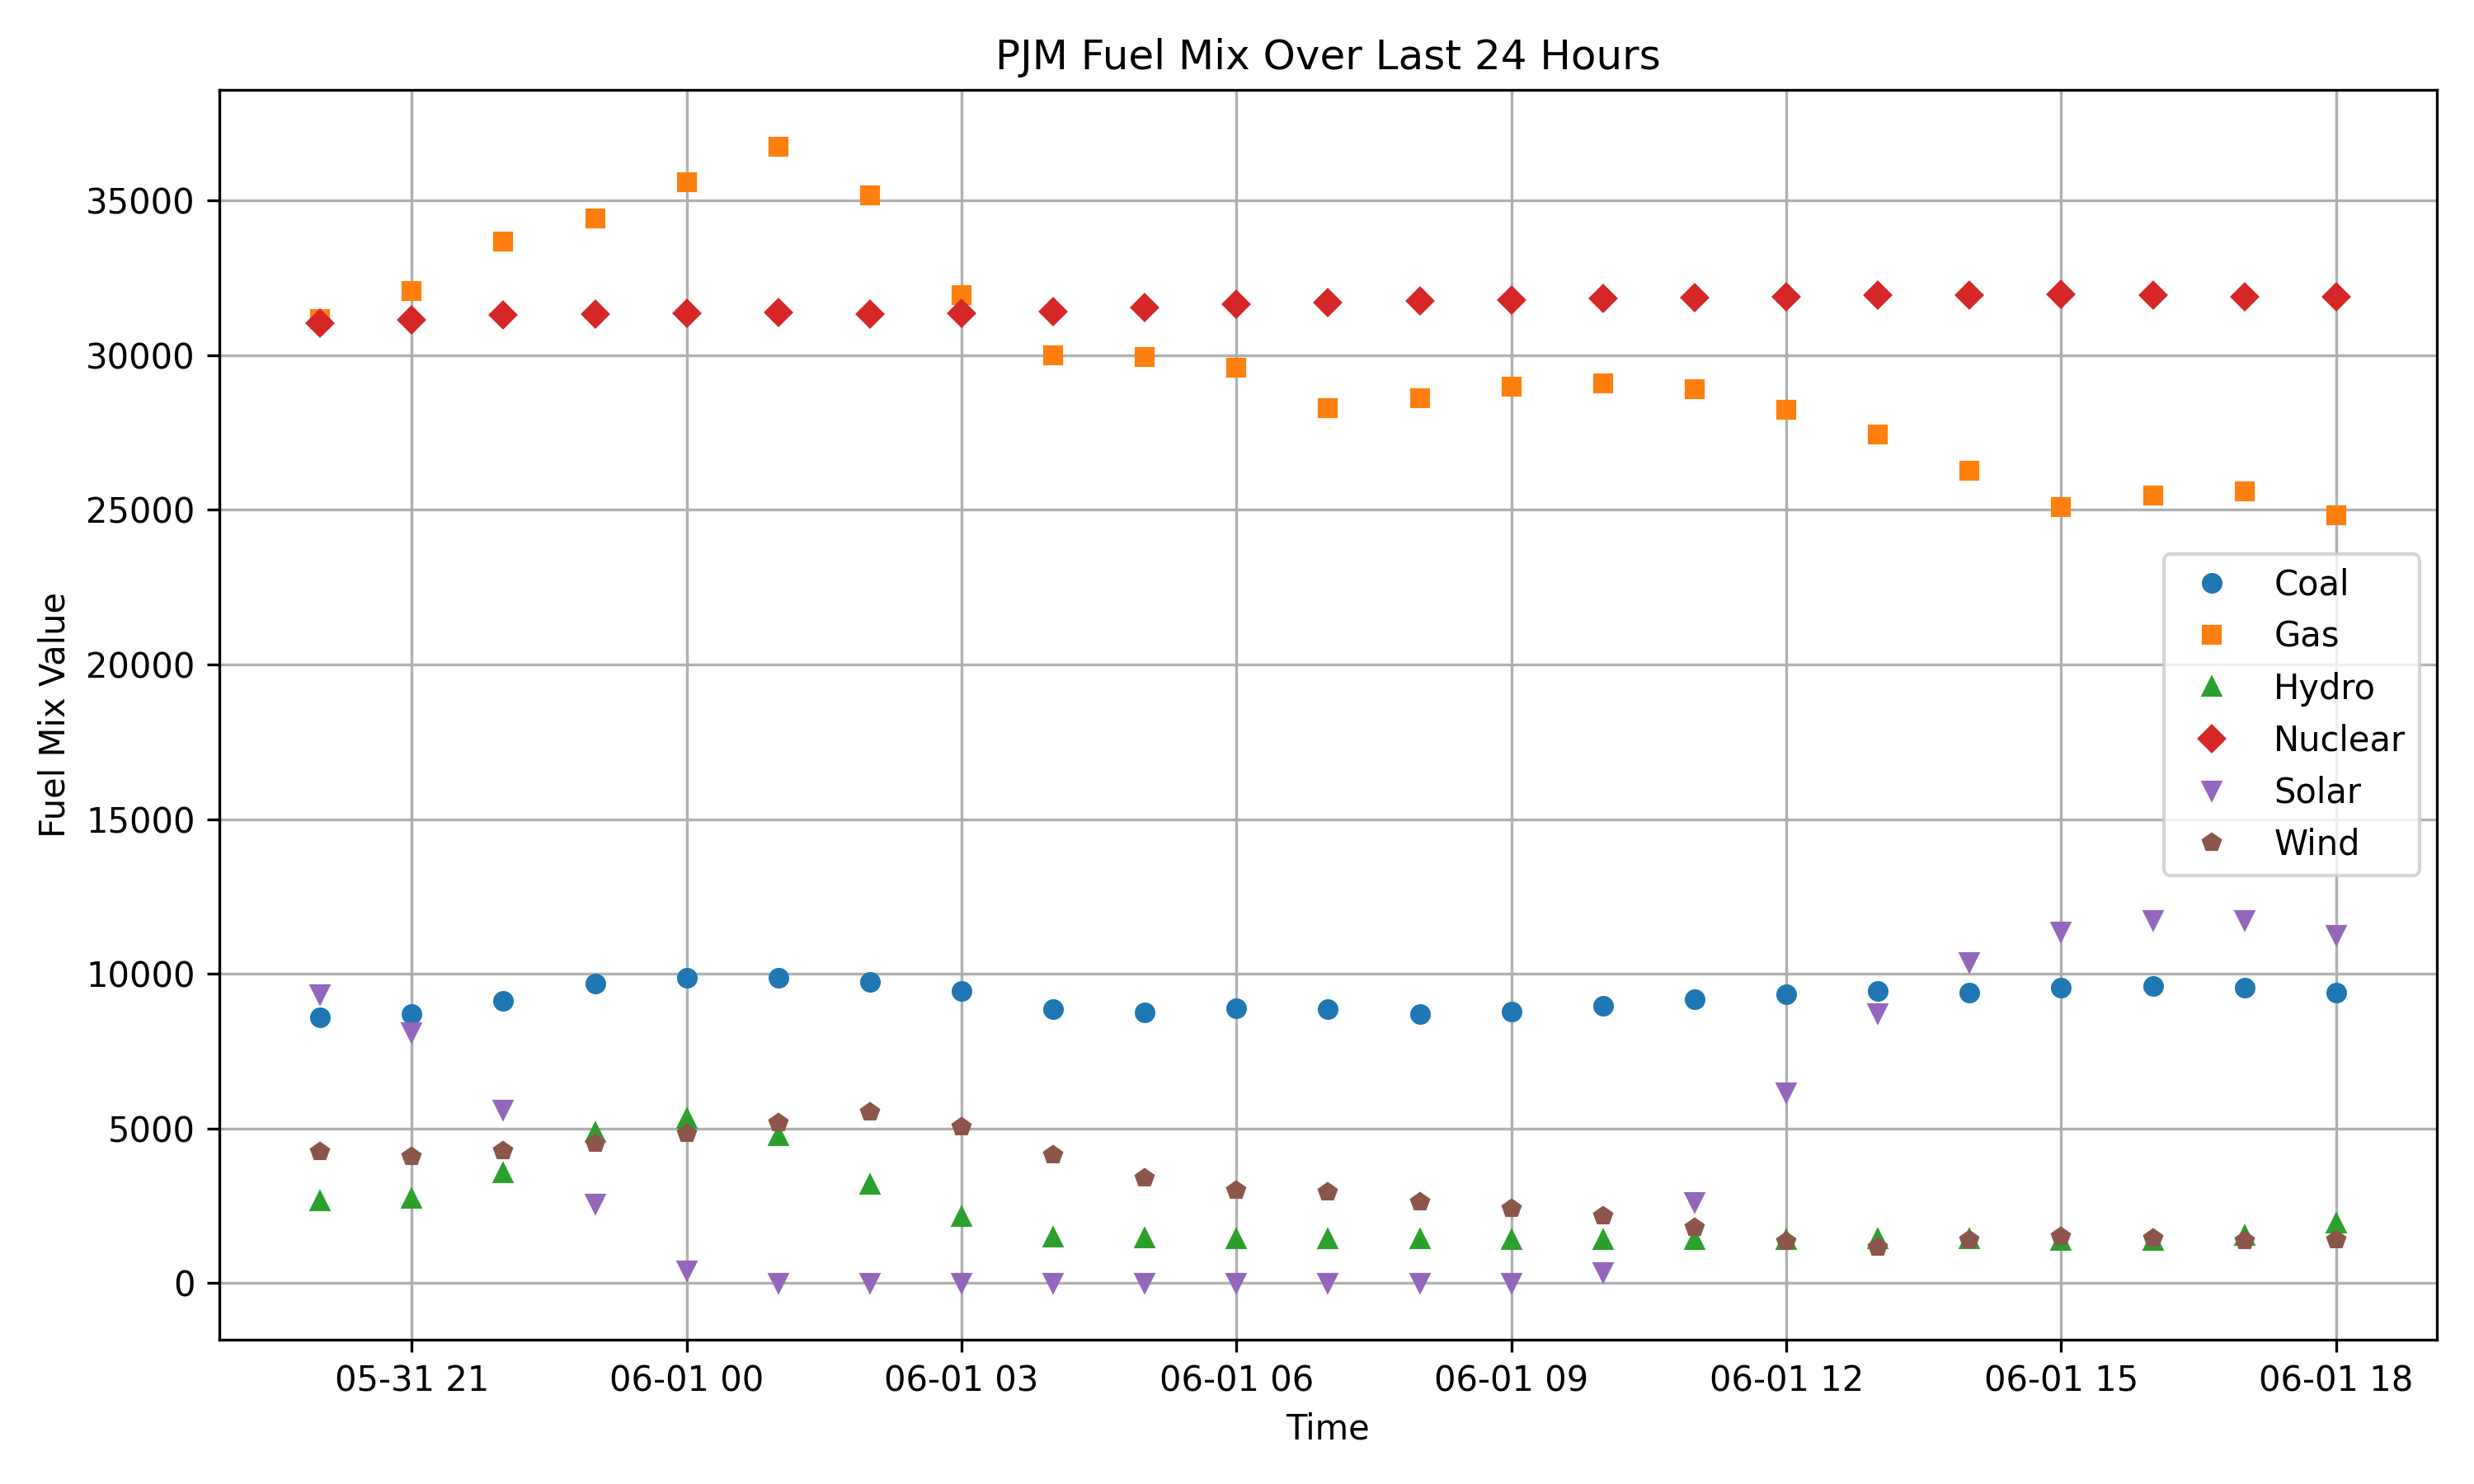 PJM Fuel Mix Over Last 24 Hours
35000
30000
25000
20000
15000
10000
5000
0
Fuel Mix Value
Coal
Gas
Hydro
Nuclear
Solar
Wind
05-31 21 06-01 00 06-01 03 06-01 06 06-01 09 06-01 12 06-01 15 06-01 18
Time